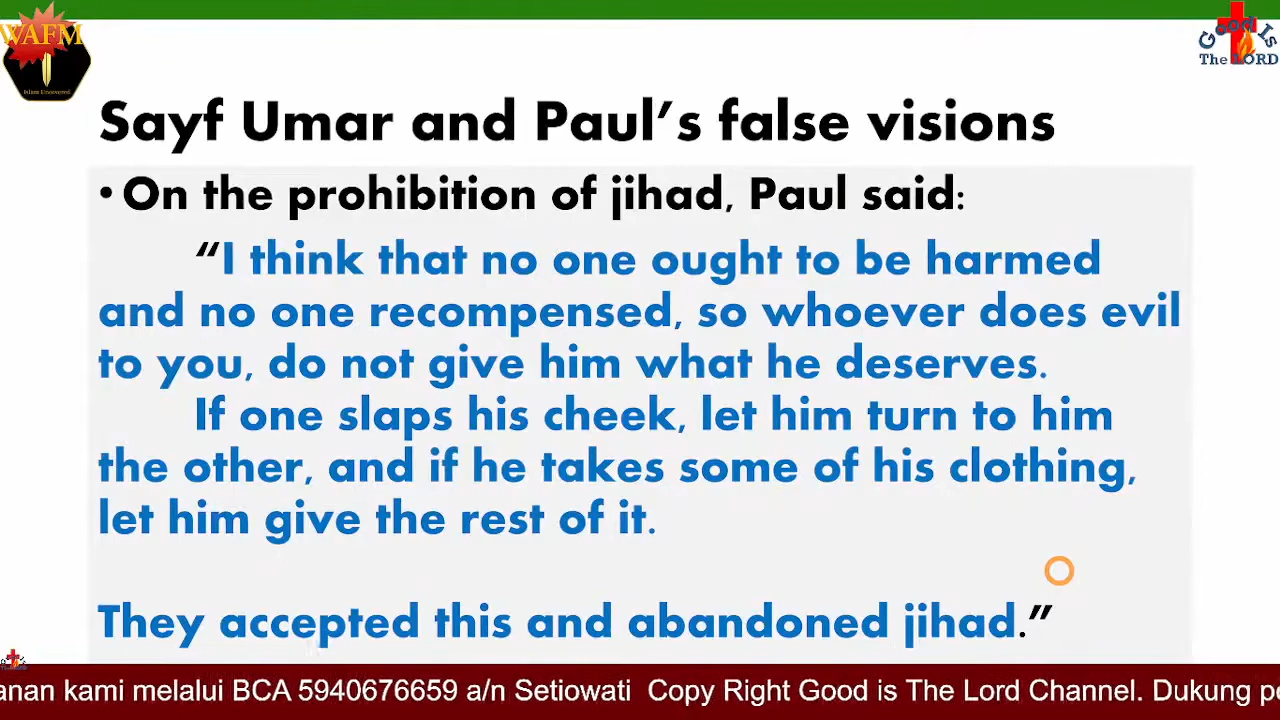 WAFM
Islam Uncovered
Good Is
The LORD
Sayf Umar and Paul’s false visions
• On the prohibition of jihad, Paul said:
“I think that no one ought to be harmed
and no one recompensed, so whoever does evil
to you, do not give him what he deserves.
If one slaps his cheek, let him turn to him
the other, and if he takes some of his clothing,
let him give the rest of it.
They accepted this and abandoned jihad.”
anan kami melalui BCA 5940676659 a/n Setiowati Copy Right Good is The Lord Channel. Dukung pe